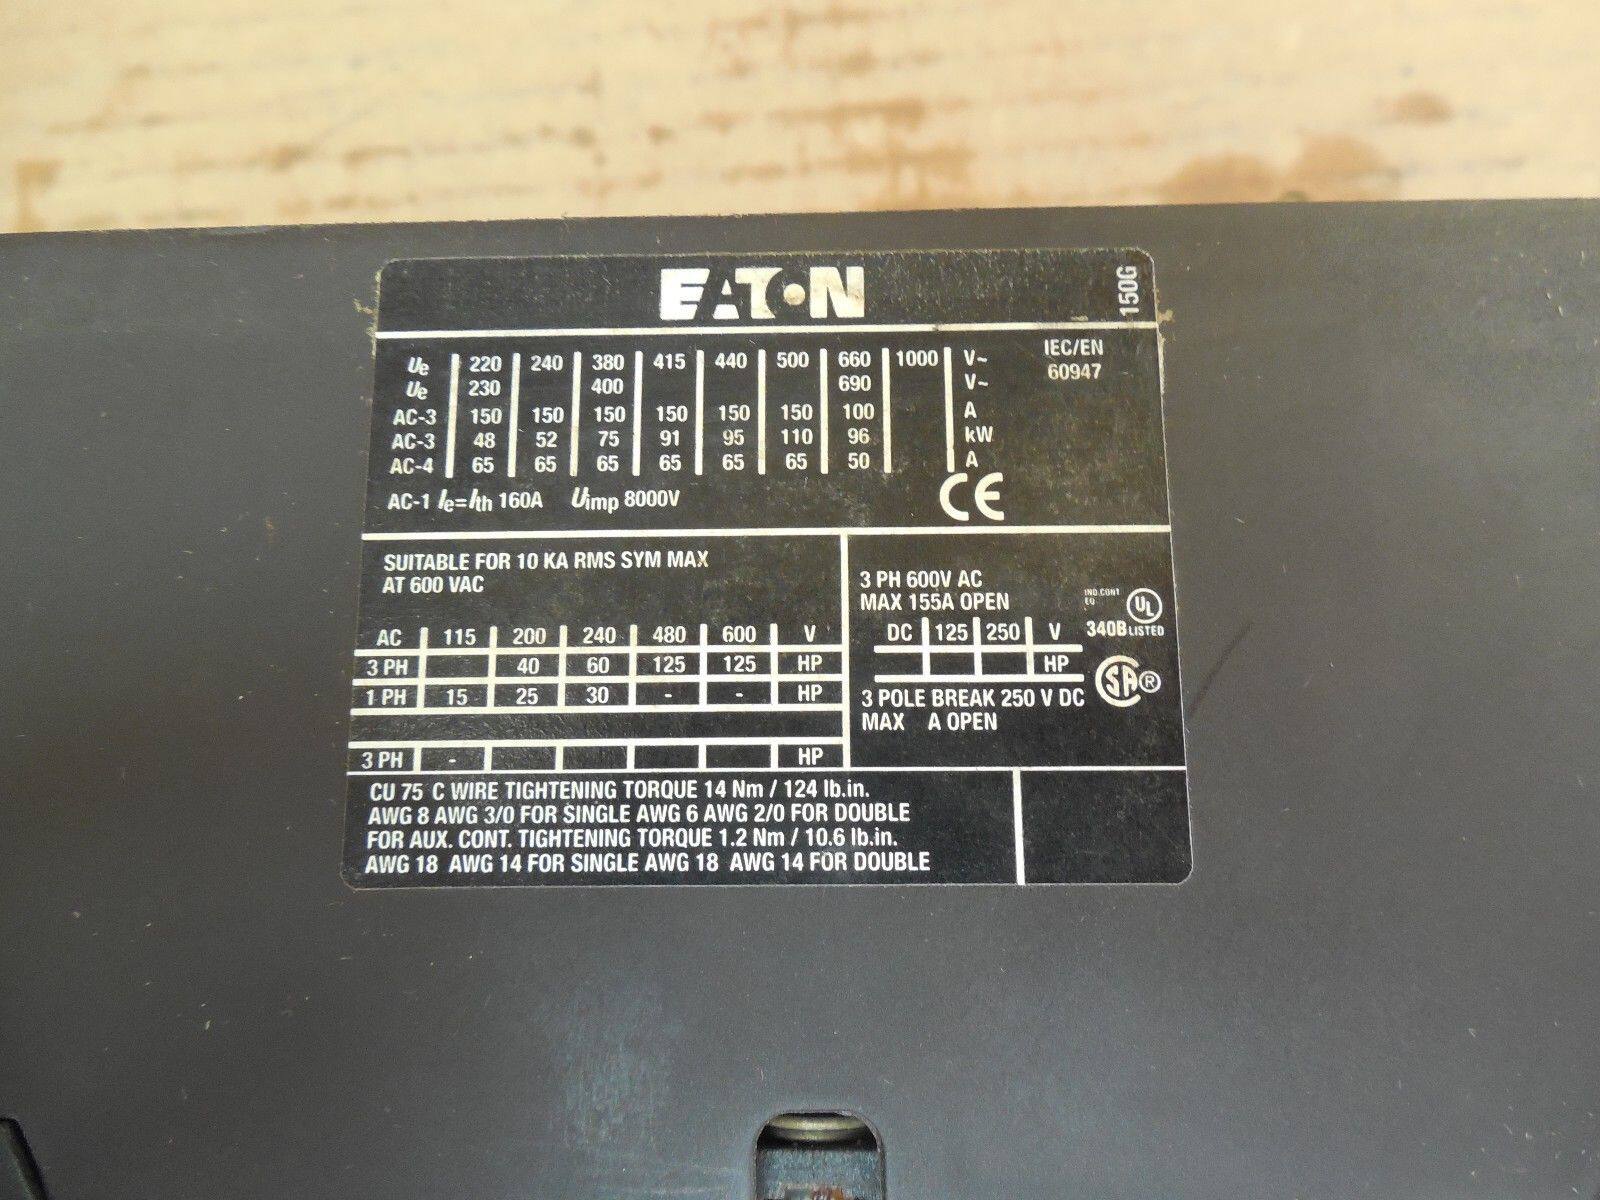 EATON
150G
Ue | 220 | 240 | 380 | 415 | 440 | 500 | 660 | 1000 | V~
Ue | 230 | | 400 | | | | 690 | | V~
AC-3 | 150 | 150 | 150 | 150 | 150 | 150 | 100 | | A
AC-3 | 48 | 52 | 75 | 91 | 95 | 110 | 96 | | kW
AC-4 | 65 | 65 | 65 | 65 | 65 | 65 | 50 | | A
AC-1 Ie=Ith 160A Uimp 8000V
IEC/EN
60947
CE
SUITABLE FOR 10 KA RMS SYM MAX
AT 600 VAC
AC | 115 | 200 | 240 | 480 | 600 | V
3 PH | | 40 | 60 | 125 | 125 | HP
1 PH | 15 | 25 | 30 | - | - | HP
3 PH | - | | | | | HP
3 PH 600V AC
MAX 155A OPEN
DC | 125 | 250 | V
HP
3 POLE BREAK 250 V DC
MAX A OPEN
IND.CONT
EQ
UL
340B LISTED
SA ®
CU 75 C WIRE TIGHTENING TORQUE 14 Nm / 124 lb.in.
AWG 8 AWG 3/0 FOR SINGLE AWG 6 AWG 2/0 FOR DOUBLE
FOR AUX. CONT. TIGHTENING TORQUE 1.2 Nm / 10.6 lb.in.
AWG 18 AWG 14 FOR SINGLE AWG 18 AWG 14 FOR DOUBLE